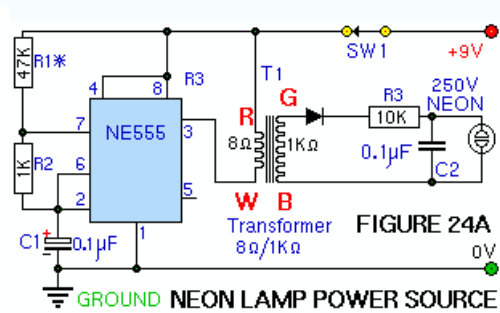 SW1
+9V
47K
R1*
4
8
R3
T1
R
G
250V
NEON
R3
10K
7
NE555
3
8Ω
1KΩ
0.1µF
C2
1K
R2
6
5
2
W
B
Transformer
8Ω/1KΩ
FIGURE 24A
C1
+
-
0.1µF
1
0V
GROUND
NEON LAMP POWER SOURCE